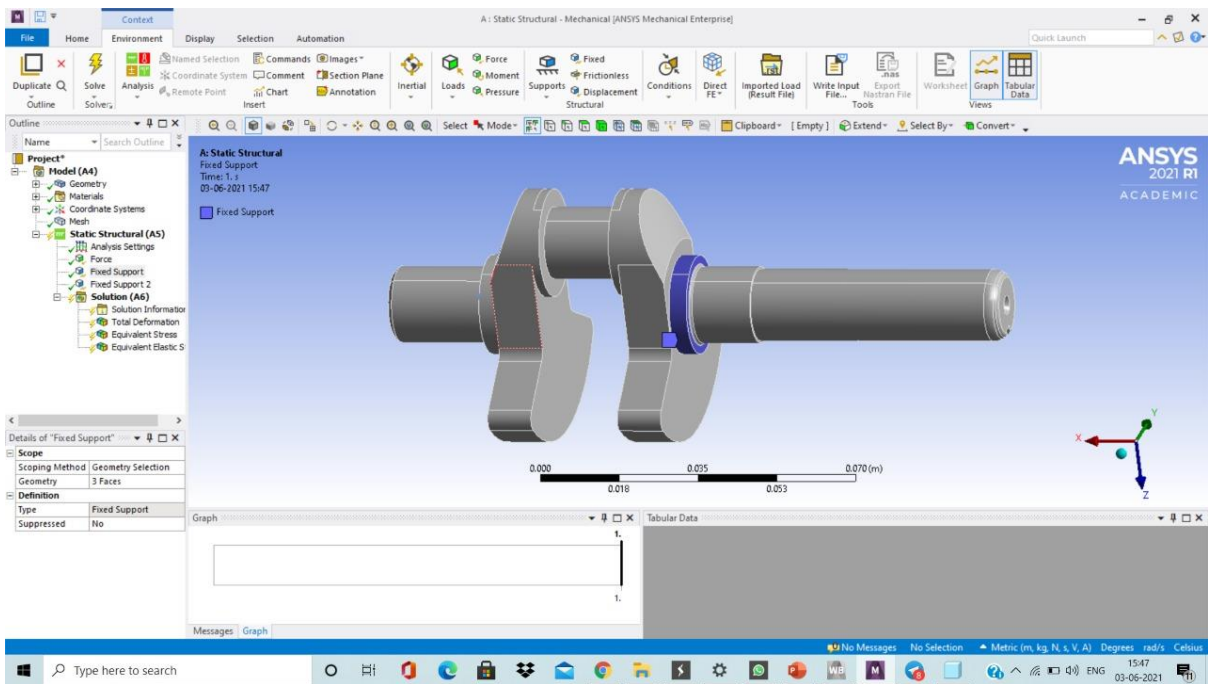 Context
A : Static Structural - Mechanical [ANSYS Mechanical Enterprise]
File Home Environment Display Selection Automation
Quick Launch
Duplicate
Outline
Solve
Solver
Analysis
Named Selection Commands Images
Coordinate System Comment Section Plane
Remote Point Chart Annotation
Insert
Inertial
Loads
Force
Moment
Pressure
Supports
Fixed
Frictionless
Displacement
Structural
Conditions
Direct FE
Imported Load (Result File)
Write Input File...
.nas
Export Nastran File
Tools
Worksheet
Graph
Tabular Data
Views
Outline
Select Mode Clipboard [Empty] Extend Select By Convert
Name Search Outline
Project*
Model (A4)
Geometry
Materials
Coordinate Systems
Mesh
Static Structural (A5)
Analysis Settings
Force
Fixed Support
Fixed Support 2
Solution (A6)
Solution Information
Total Deformation
Equivalent Stress
Equivalent Elastic S
A: Static Structural
Fixed Support
Time: 1. s
03-06-2021 15:47
Fixed Support
ANSYS
2021 R1
ACADEMIC
Y
X
Z
0.000 0.035 0.070 (m)
0.018 0.053
Details of "Fixed Support"
Scope
Scoping Method Geometry Selection
Geometry 3 Faces
Definition
Type Fixed Support
Suppressed No
Graph
1.
1.
Tabular Data
Messages Graph
No Messages No Selection Metric (m, kg, N, s, V, A) Degrees rad/s Celsius
Type here to search
WB
M
ENG
15:47
03-06-2021